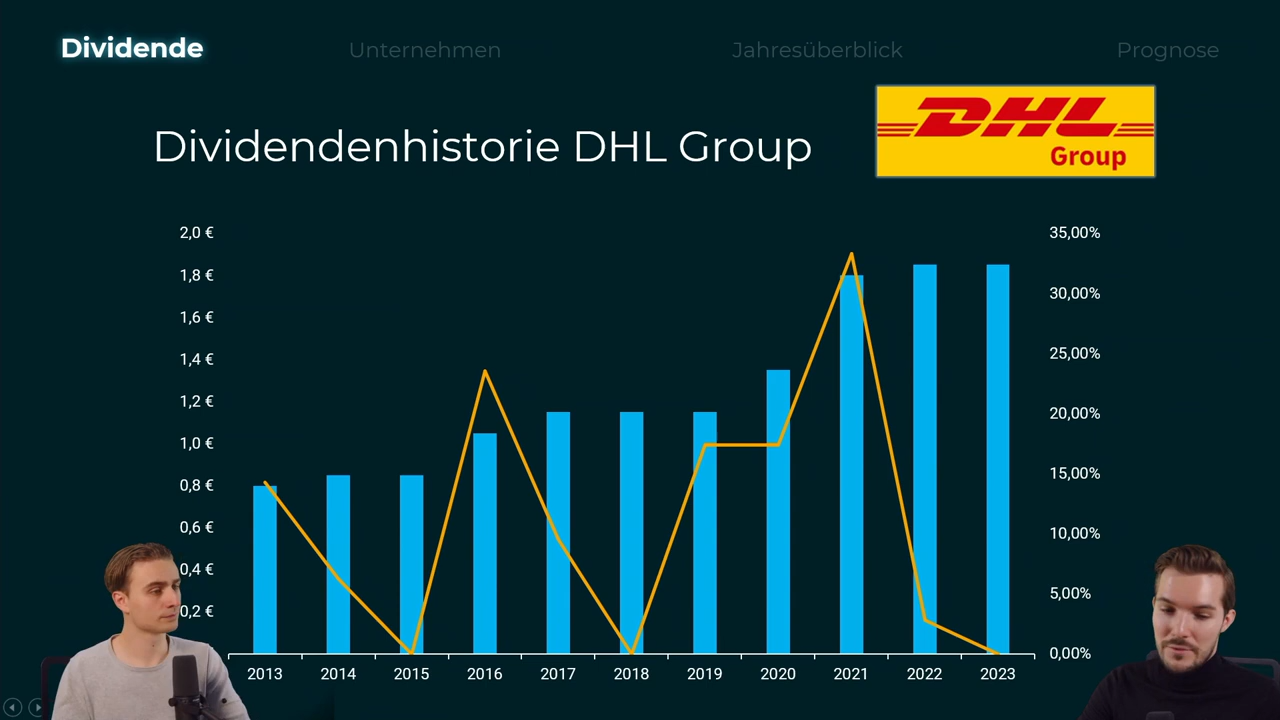 Dividende
Unternehmen
Jahresüberblick
Prognose
Dividendenhistorie DHL Group
DHL
Group
2,0 €
1,8 €
1,6 €
1,4 €
1,2 €
1,0 €
0,8 €
0,6 €
0,4 €
0,2 €
35,00%
30,00%
25,00%
20,00%
15,00%
10,00%
5,00%
0,00%
2013 2014 2015 2016 2017 2018 2019 2020 2021 2022 2023